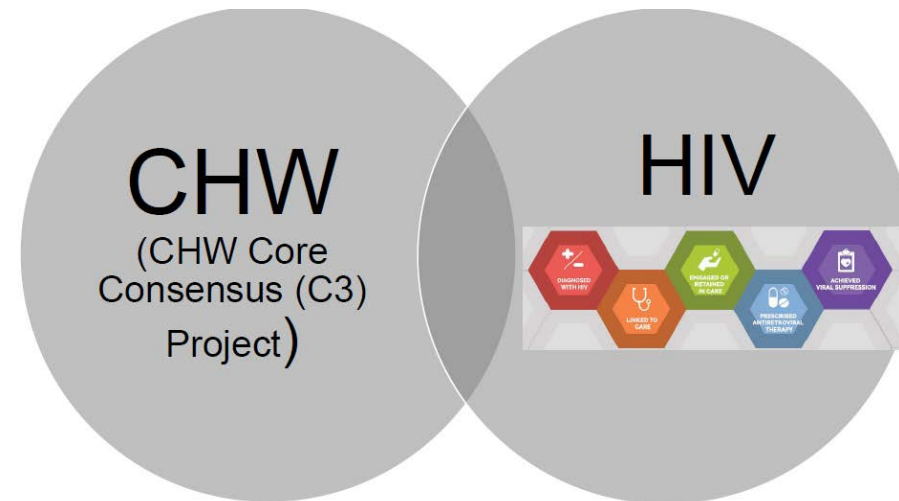 CHW
(CHW Core
Consensus (C3)
Project)
HIV
DIAGNOSED
WITH HIV
LINKED TO
CARE
ENGAGED OR
RETAINED
IN CARE
PRESCRIBED
ANTIRETROVIRAL
THERAPY
ACHIEVED
VIRAL SUPPRESSION